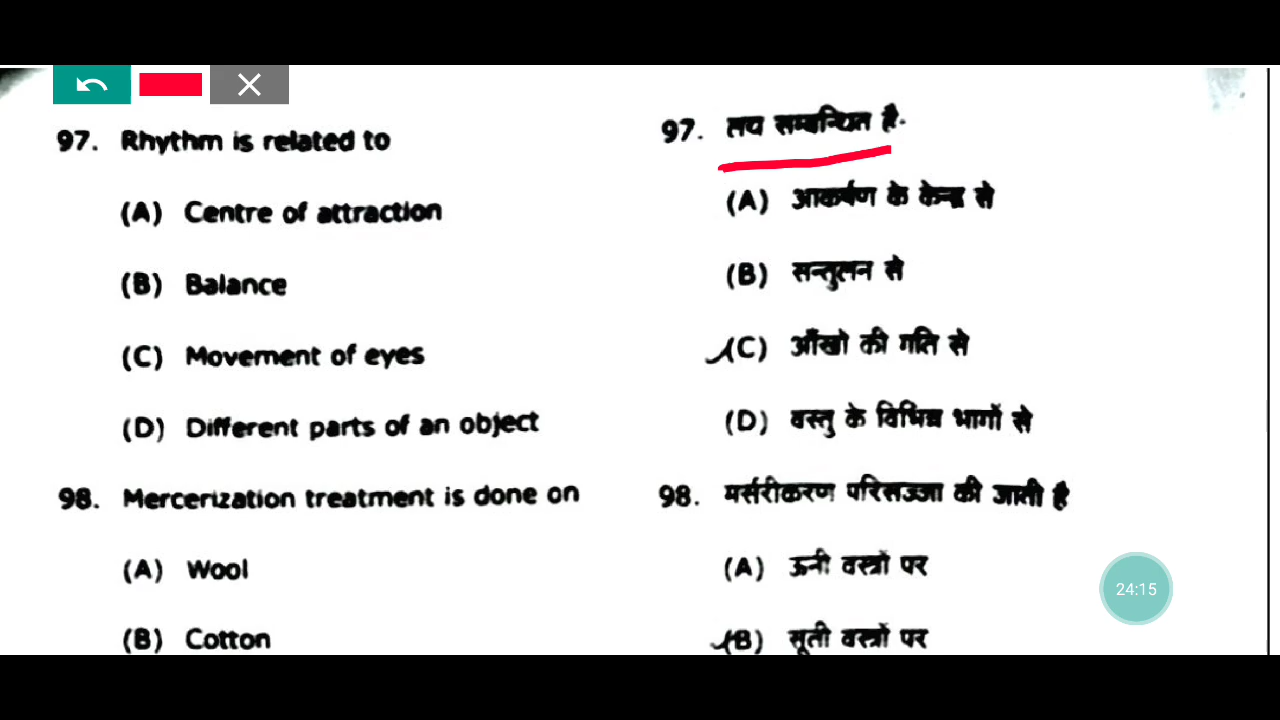 97. Rhythm is related to
(A) Centre of attraction
(B) Balance
(C) Movement of eyes
(D) Different parts of an object
98. Mercerization treatment is done on
(A) Wool
(B) Cotton
97. लय सम्बन्धित है-
(A) आकर्षण के केन्द्र से
(B) सन्तुलन से
(C) आँखो की गति से
(D) वस्तु के विभिन्न भागों से
98. मर्सरीकरण परिसज्जा की जाती है
(A) ऊनी वस्त्रों पर
(B) सूती वस्त्रों पर
24:15